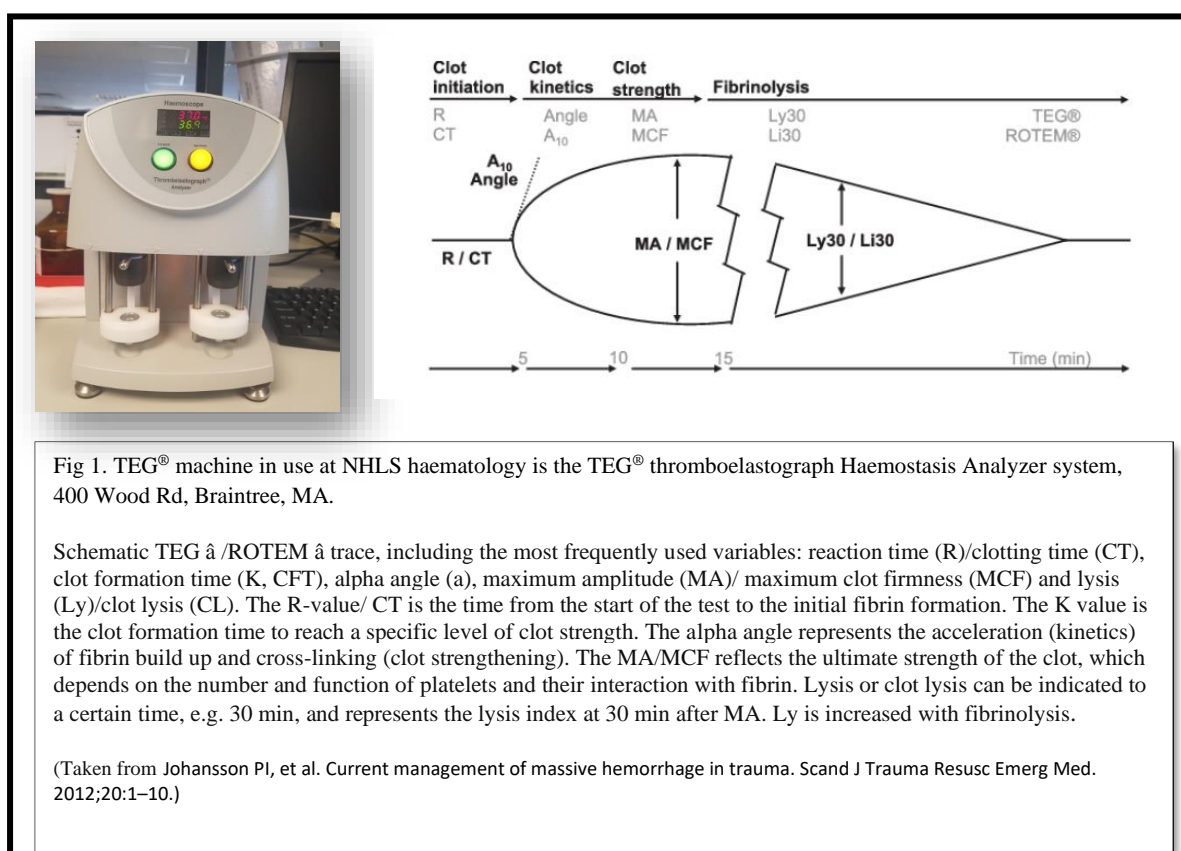 Haemoscope
37.0
36.9
Thrombelastograph®
Analyzer
Clot initiation
Clot kinetics
Clot strength
Fibrinolysis
R
Angle
MA
Ly30
TEG®
CT
A10
MCF
Li30
ROTEM®
A10
Angle
R / CT
MA / MCF
Ly30 / Li30
5
10
15
Time (min)
Fig 1. TEG® machine in use at NHLS haematology is the TEG® thromboelastograph Haemostasis Analyzer system,
400 Wood Rd, Braintree, MA.
Schematic TEG â /ROTEM â trace, including the most frequently used variables: reaction time (R)/clotting time (CT),
clot formation time (K, CFT), alpha angle (a), maximum amplitude (MA)/ maximum clot firmness (MCF) and lysis
(Ly)/clot lysis (CL). The R-value/ CT is the time from the start of the test to the initial fibrin formation. The K value is
the clot formation time to reach a specific level of clot strength. The alpha angle represents the acceleration (kinetics)
of fibrin build up and cross-linking (clot strengthening). The MA/MCF reflects the ultimate strength of the clot, which
depends on the number and function of platelets and their interaction with fibrin. Lysis or clot lysis can be indicated to
a certain time, e.g. 30 min, and represents the lysis index at 30 min after MA. Ly is increased with fibrinolysis.
(Taken from Johansson PI, et al. Current management of massive hemorrhage in trauma. Scand J Trauma Resusc Emerg Med.
2012;20:1–10.)